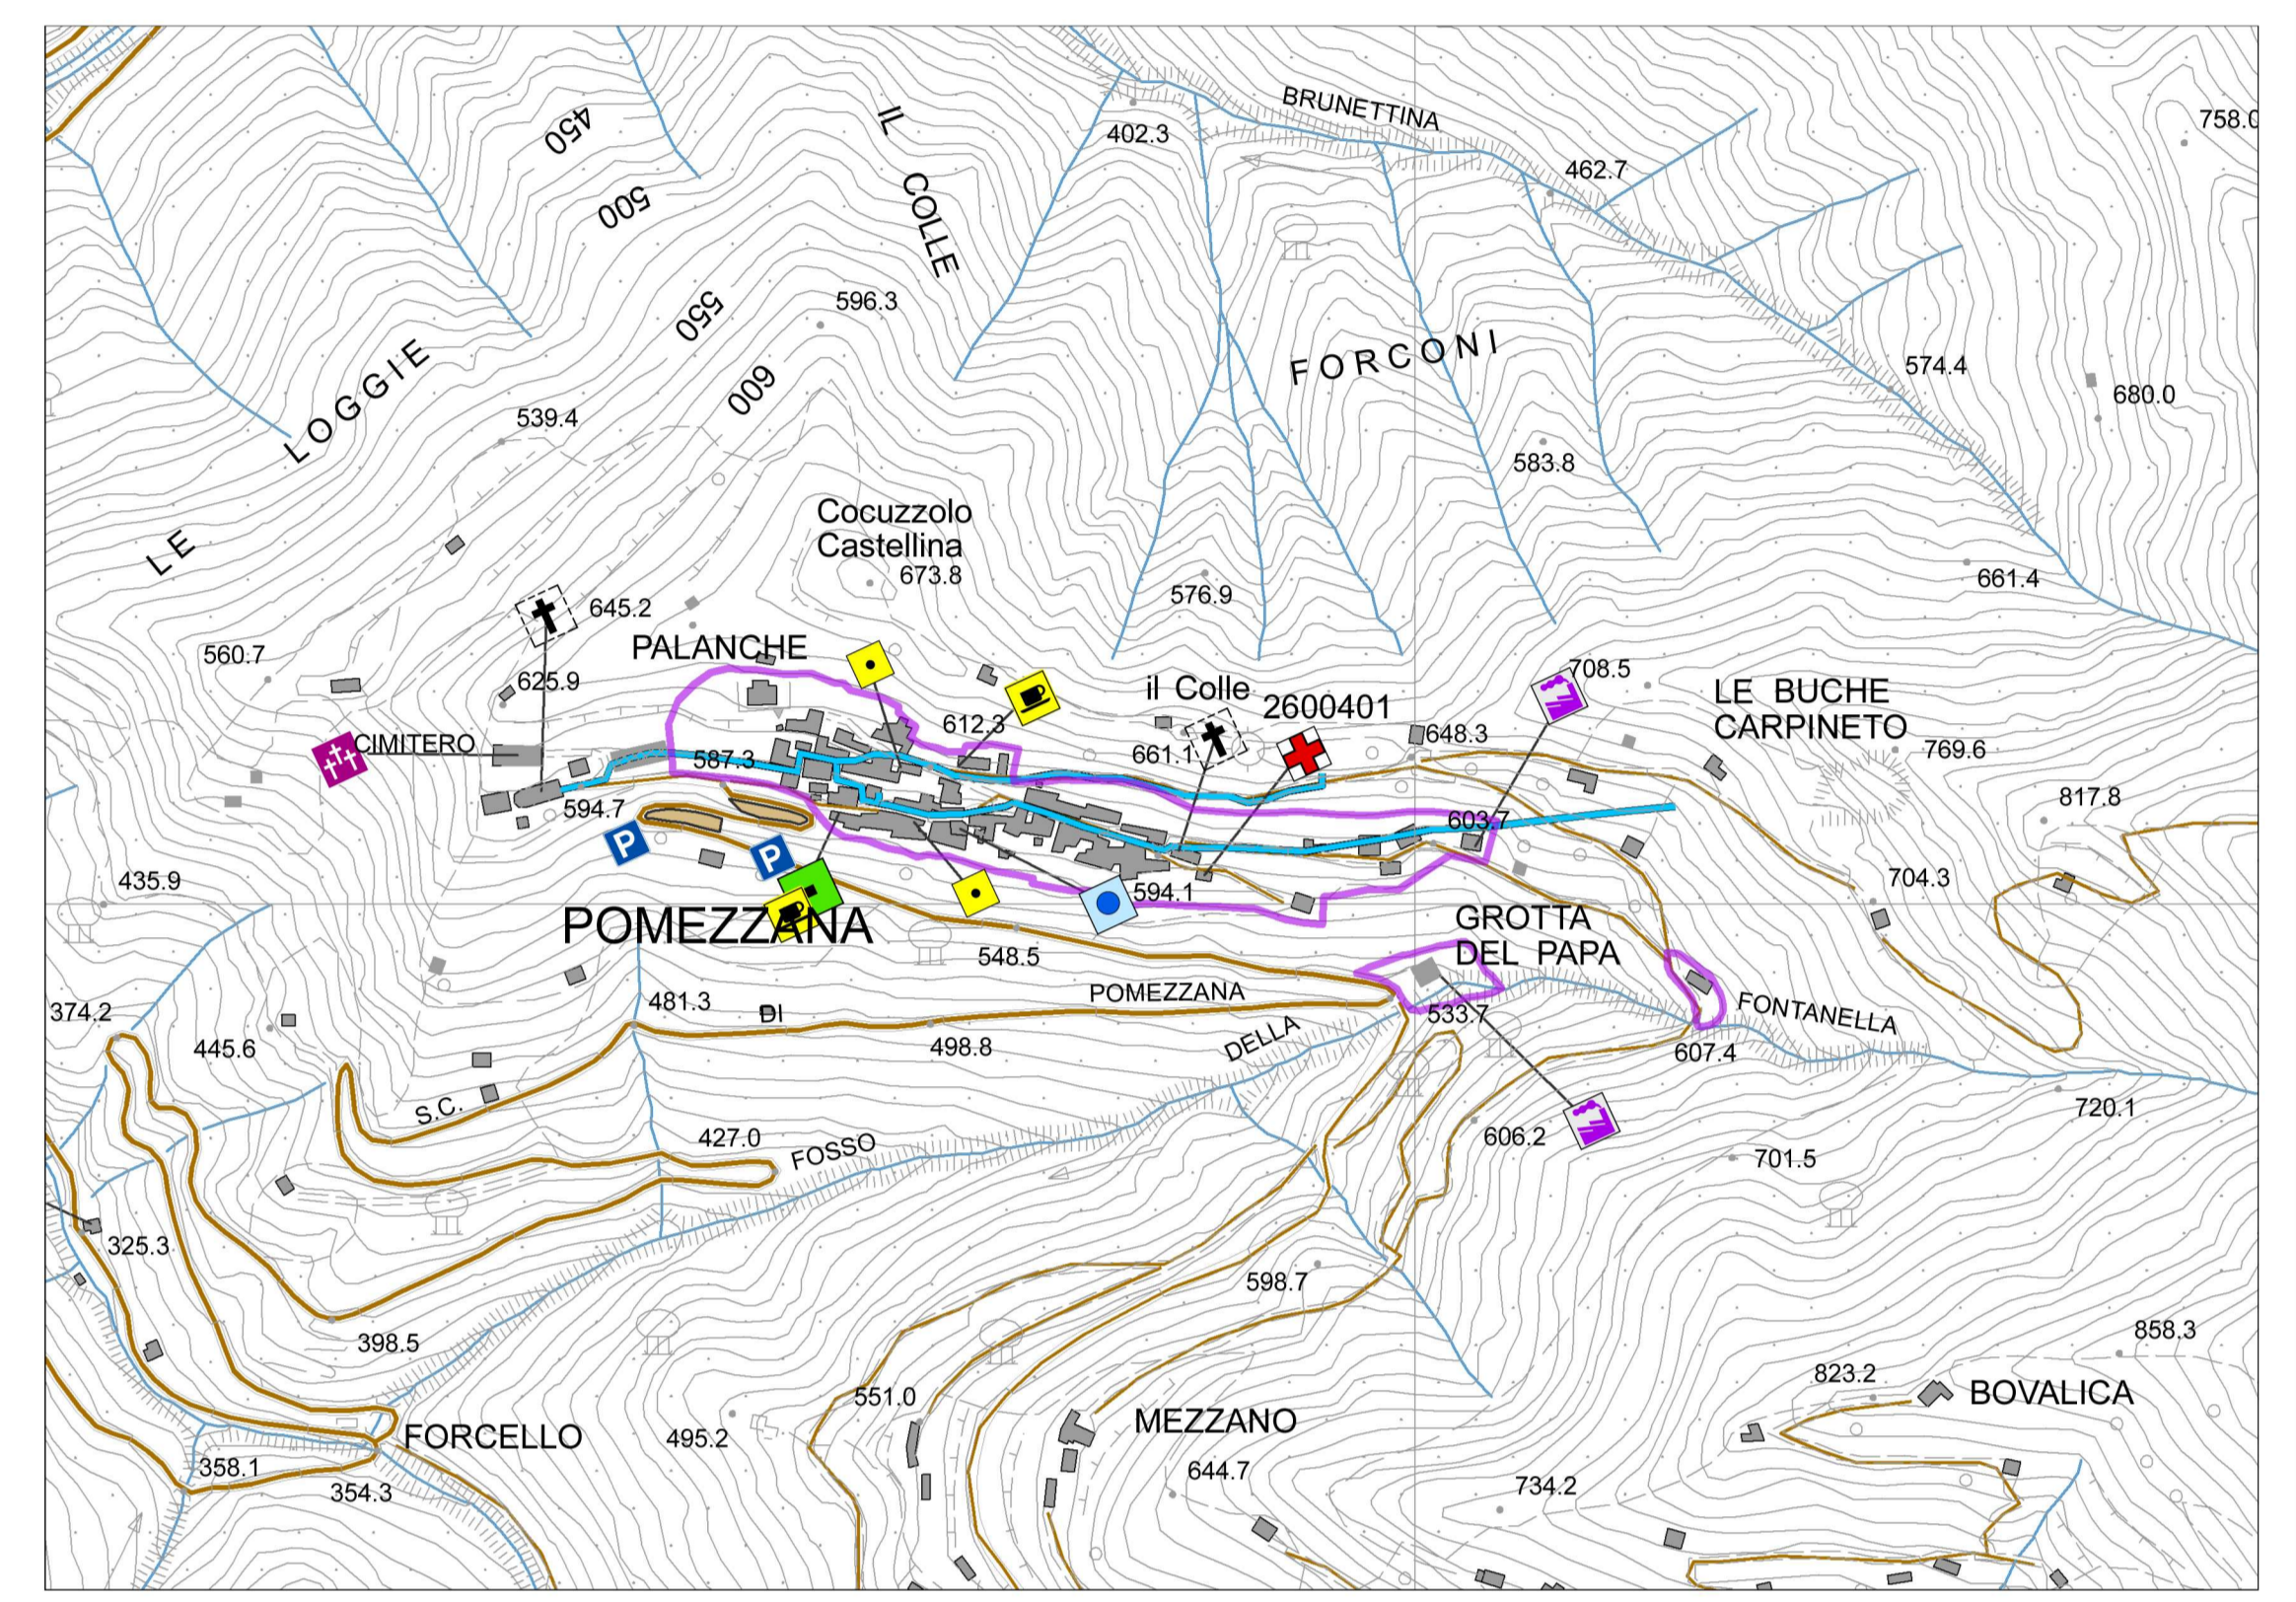 BRUNETTINA
758.0
450
IL
COLLE
402.3
462.7
500
596.3
550
FORCONI
574.4
680.0
LE LOGGIE
539.4
600
583.8
Cocuzzolo
Castellina
673.8
576.9
661.4
645.2
560.7
PALANCHE
625.9
708.5
il Colle
2600401
LE BUCHE
CARPINETO
612.3
648.3
769.6
CIMITERO
661.1
587.3
594.7
603.7
817.8
P
P
435.9
594.1
704.3
POMEZZANA
GROTTA
DEL PAPA
548.5
374.2
481.3
DI
POMEZZANA
533.7
FONTANELLA
445.6
498.8
DELLA
607.4
S.C.
720.1
427.0
FOSSO
606.2
701.5
325.3
598.7
398.5
858.3
823.2
551.0
BOVALICA
FORCELLO
495.2
MEZZANO
358.1
644.7
354.3
734.2